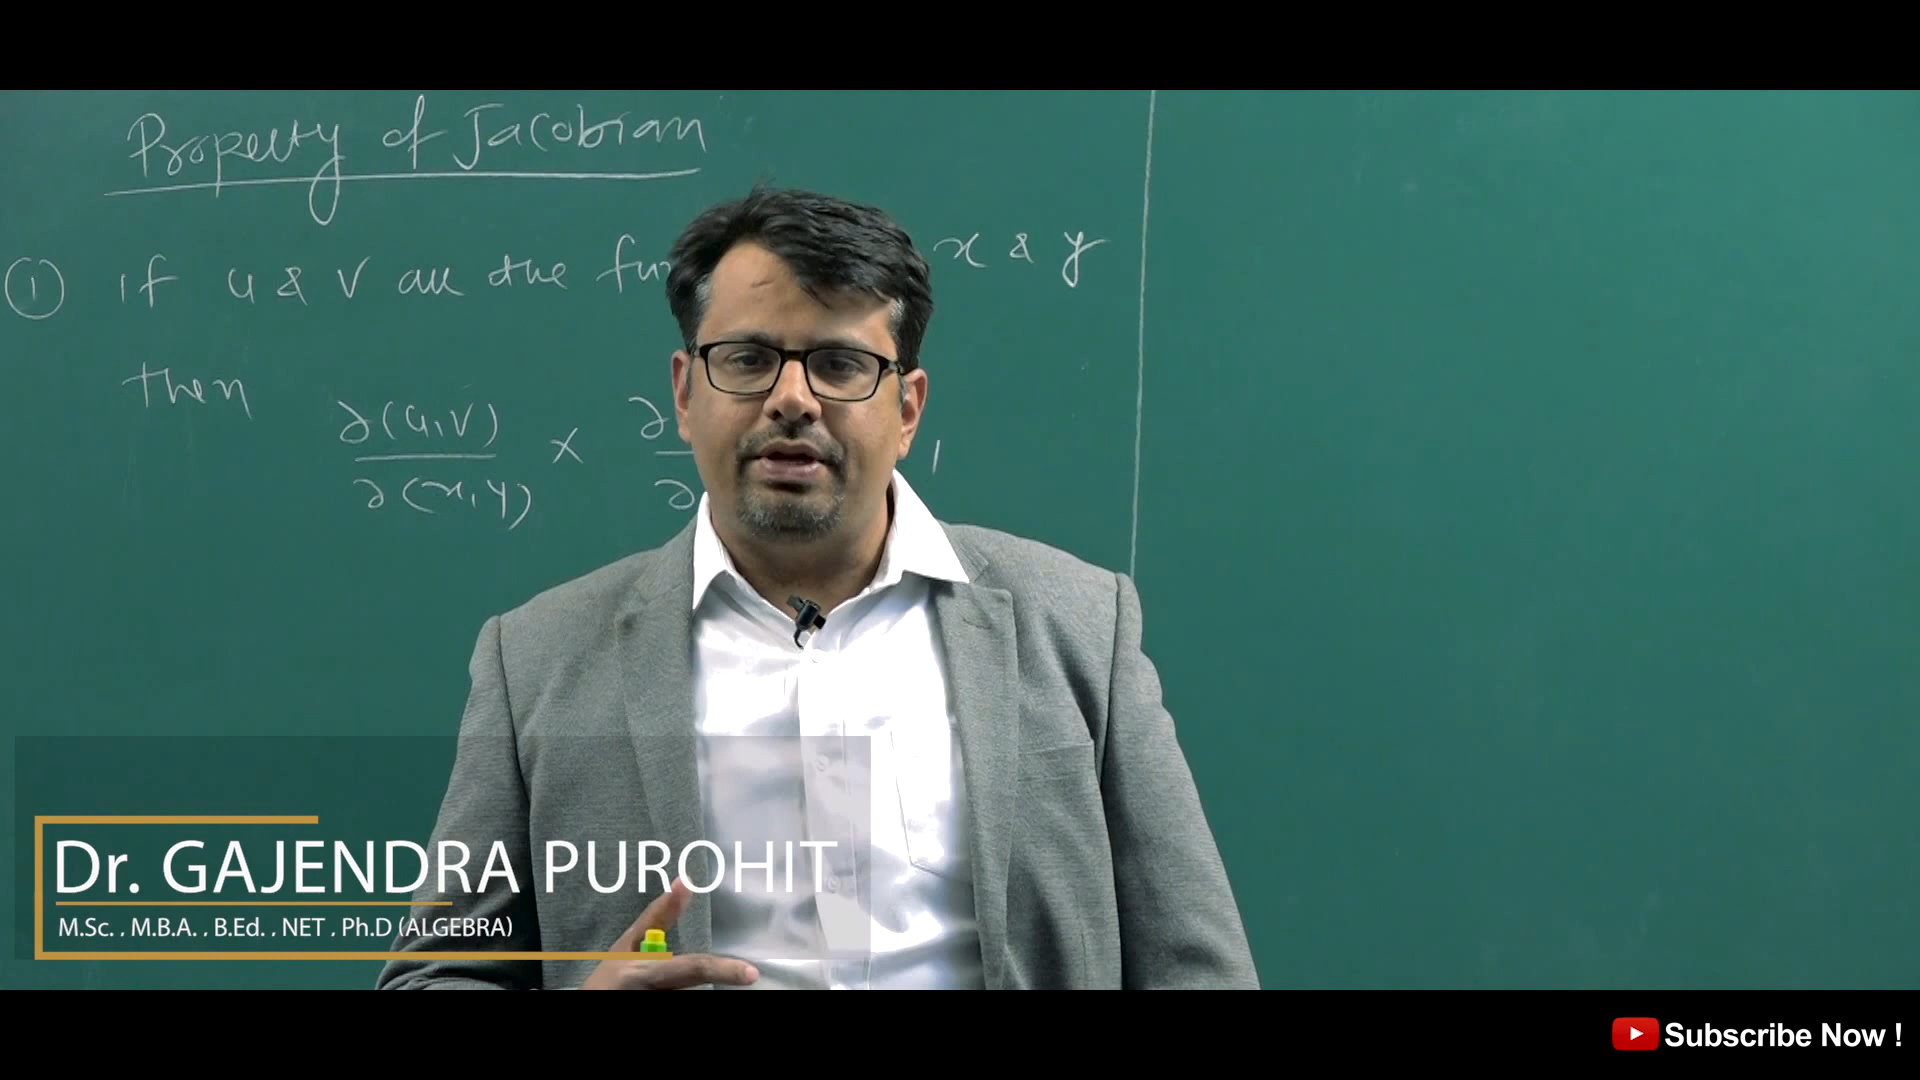 Property of Jacobian
① If u & v are the fun x & y
then ∂(u,v) × ∂ 1
∂(x,y) ∂
Dr. GAJENDRA PUROHIT
M.Sc. , M.B.A. , B.Ed. , NET , Ph.D (ALGEBRA)
Subscribe Now !